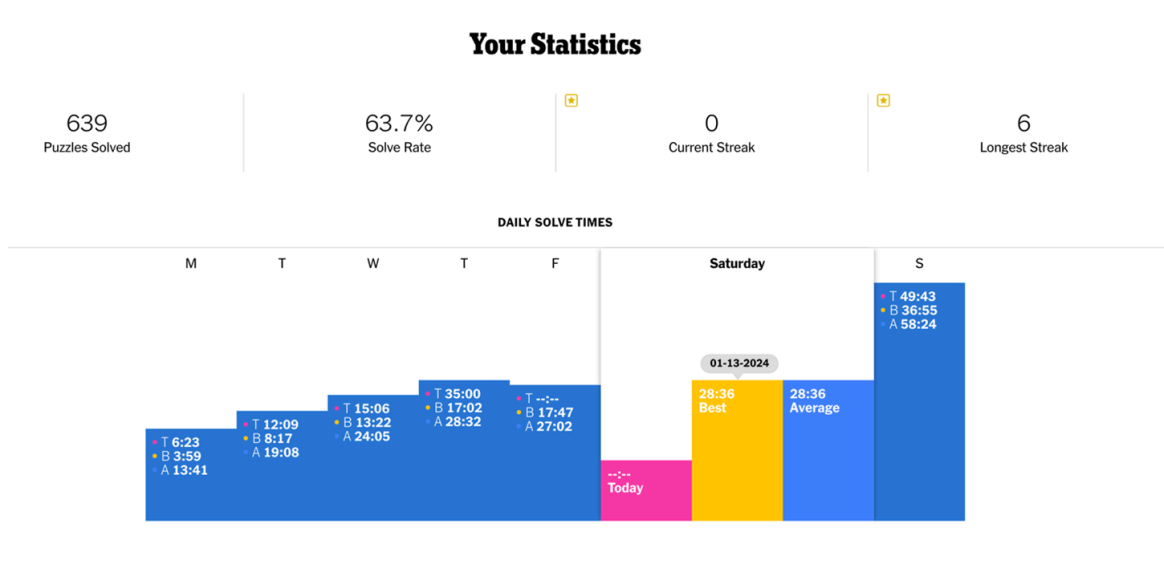 Your Statistics
639
Puzzles Solved
63.7%
Solve Rate
0
Current Streak
6
Longest Streak
DAILY SOLVE TIMES
M
T
W
T
F
Saturday
S
T 6:23
B 3:59
A 13:41
T 12:09
B 8:17
A 19:08
T 15:06
B 13:22
A 24:05
T 35:00
B 17:02
A 28:32
T --:--
B 17:47
A 27:02
--:--
Today
01-13-2024
28:36
Best
28:36
Average
T 49:43
B 36:55
A 58:24